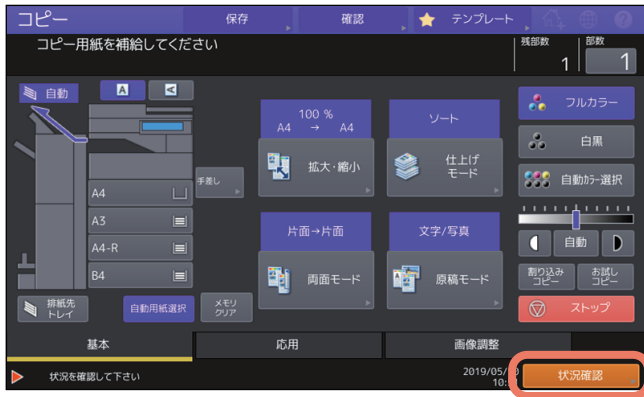 コピー 保存 確認 テンプレート
コピー用紙を補給してください 残部数 1 部数 1
自動 A A
100 %
A4 → A4
ソート
フルカラー
白黒
拡大・縮小
仕上げ
モード
自動ｶﾗｰ選択
手差し
A4
A3
A4-R
B4
片面→片面
文字/写真
自動
両面モード
原稿モード
割り込み
コピー
お試し
コピー
排紙先
トレイ
自動用紙選択
メモリ
クリア
ストップ
基本 応用 画像調整
状況を確認して下さい
2019/05/
10:
状況確認